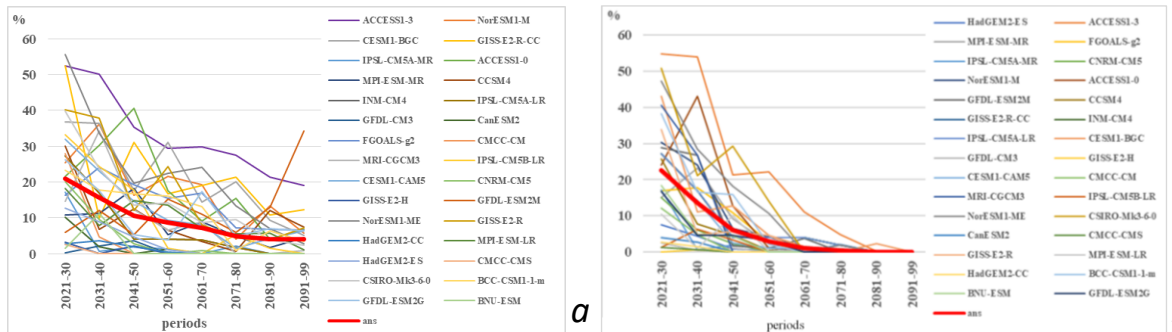 %
60
50
40
30
20
10
0
2021-30
2031-40
2041-50
2051-60
2061-70
2071-80
2081-90
2091-99
periods
ACCESS1-3
NorESM1-M
CESM1-BGC
GISS-E2-R-CC
IPSL-CM5A-MR
ACCESS1-0
MPI-ESM-MR
CCSM4
INM-CM4
IPSL-CM5A-LR
GFDL-CM3
CanESM2
FGOALS-g2
CMCC-CM
MRI-CGCM3
IPSL-CM5B-LR
CESM1-CAM5
CNRM-CM5
GISS-E2-H
GFDL-ESM2M
NorESM1-ME
GISS-E2-R
HadGEM2-CC
MPI-ESM-LR
HadGEM2-ES
CMCC-CMS
CSIRO-Mk3-6-0
BCC-CSM1-1-m
GFDL-ESM2G
BNU-ESM
ans
a
%
60
50
40
30
20
10
0
2021-30
2031-40
2041-50
2051-60
2061-70
2071-80
2081-90
2091-99
periods
HadGEM2-ES
ACCESS1-3
MPI-ESM-MR
FGOALS-g2
IPSL-CM5A-MR
CNRM-CM5
NorESM1-M
ACCESS1-0
GFDL-ESM2M
CCSM4
GISS-E2-R-CC
INM-CM4
IPSL-CM5A-LR
CESM1-BGC
GFDL-CM3
GISS-E2-H
CESM1-CAM5
CMCC-CM
MRI-CGCM3
IPSL-CM5B-LR
NorESM1-ME
CSIRO-Mk3-6-0
CanESM2
CMCC-CMS
GISS-E2-R
MPI-ESM-LR
HadGEM2-CC
BCC-CSM1-1-m
BNU-ESM
GFDL-ESM2G
ans